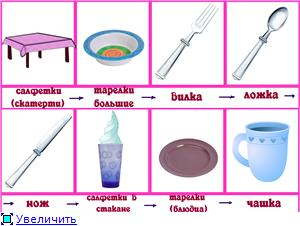 салфетки
(скатерти)
тарелки
большие
вилка
ложка
нож
салфетки в
стакане
тарелки
(блюдца)
чашка
Увеличить